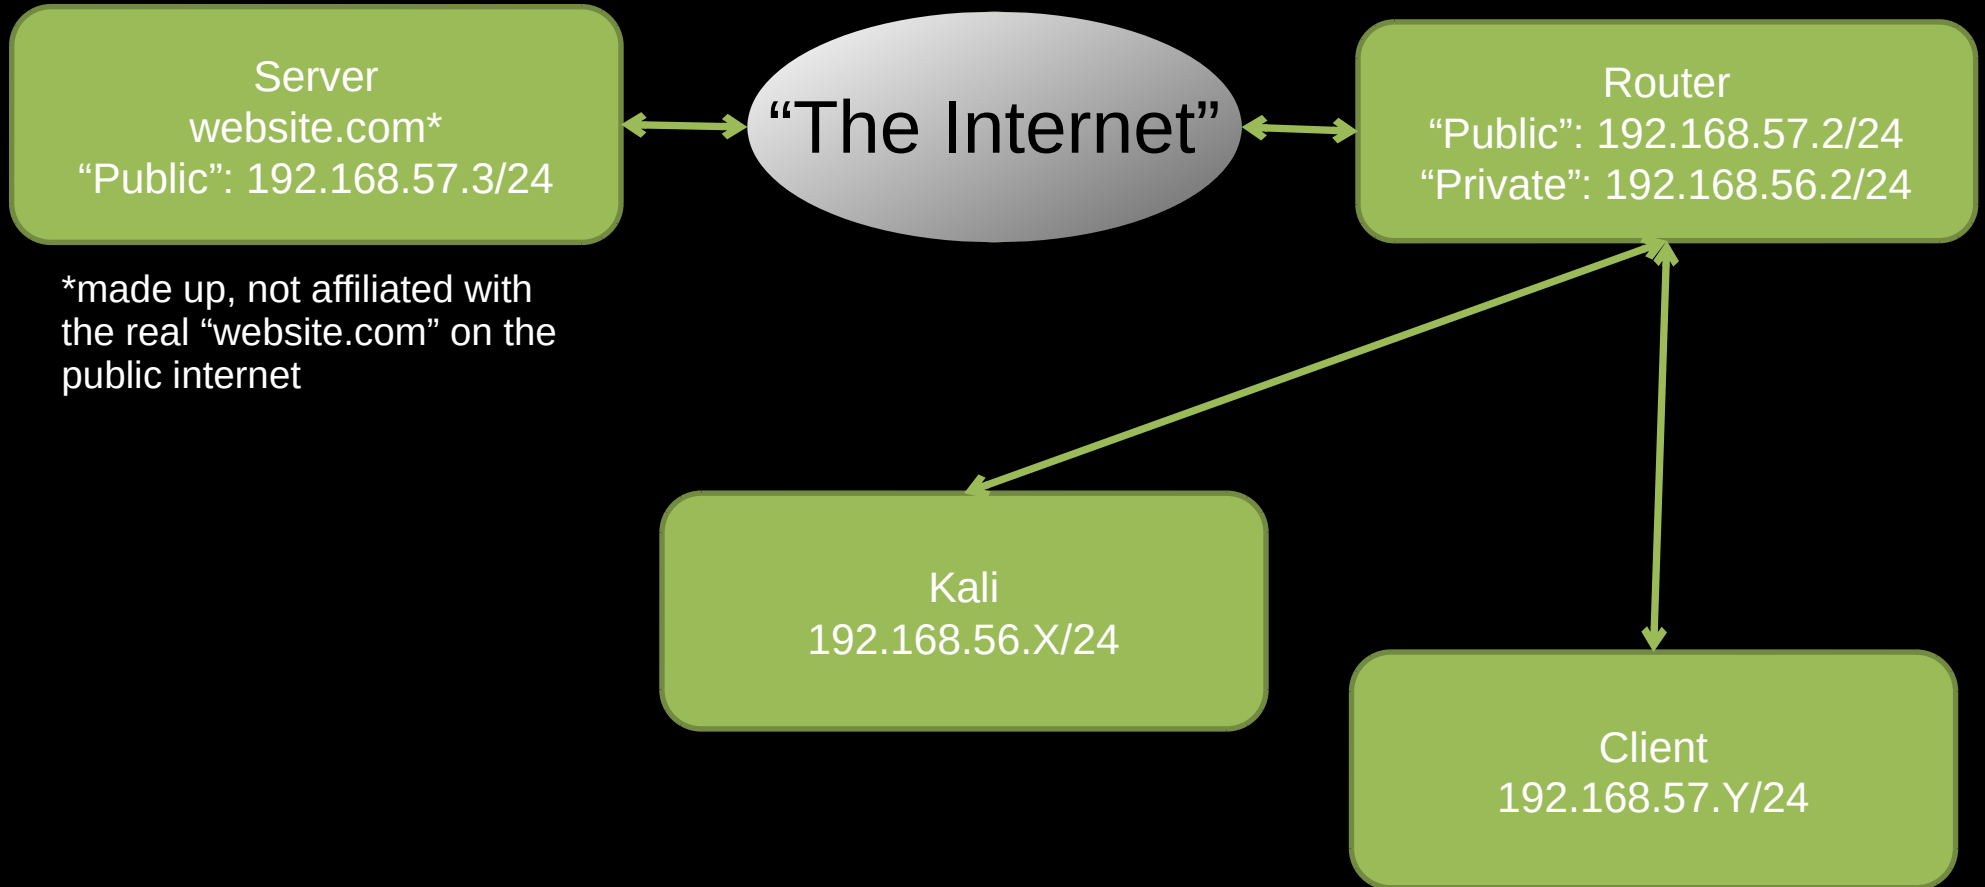 Server
website.com*
“Public”: 192.168.57.3/24
“The Internet”
Router
“Public”: 192.168.57.2/24
“Private”: 192.168.56.2/24
*made up, not affiliated with
the real “website.com” on the
public internet
Kali
192.168.56.X/24
Client
192.168.57.Y/24